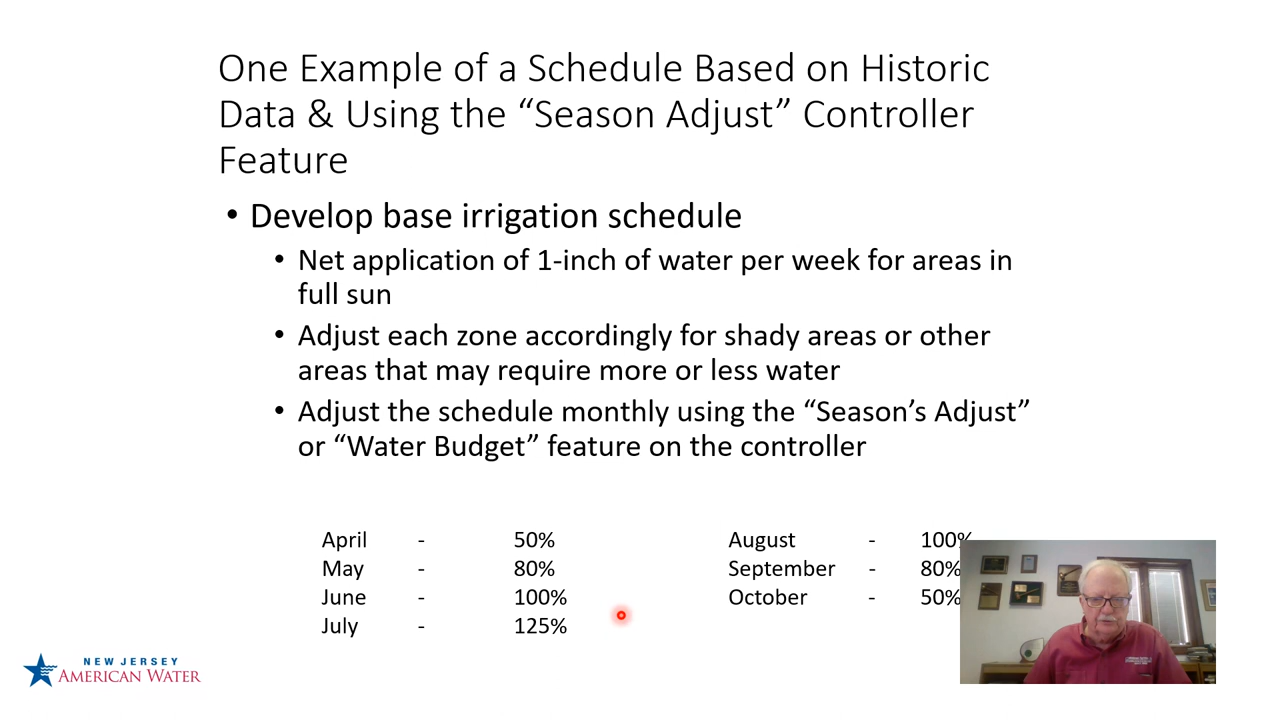 One Example of a Schedule Based on Historic
Data & Using the “Season Adjust” Controller
Feature
• Develop base irrigation schedule
• Net application of 1-inch of water per week for areas in
full sun
• Adjust each zone accordingly for shady areas or other
areas that may require more or less water
• Adjust the schedule monthly using the “Season’s Adjust”
or “Water Budget” feature on the controller
April - 50% August - 100%
May - 80% September - 80%
June - 100% October - 50%
July - 125%
NEW JERSEY
AMERICAN WATER